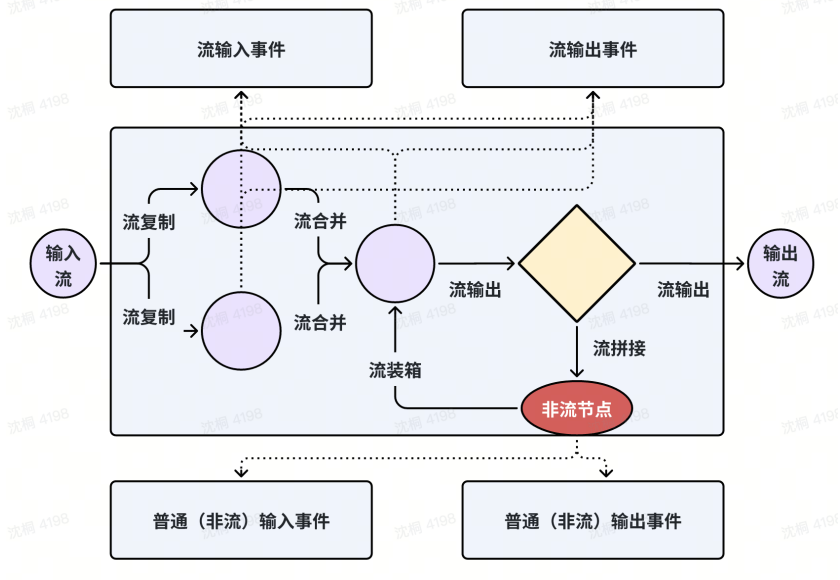 流输入事件
流输出事件
流复制
流合并
输入
流
输出
流
流输出
流输出
流复制
流合并
流拼接
流装箱
非流节点
普通（非流）输入事件
普通（非流）输出事件
沈桐 4198